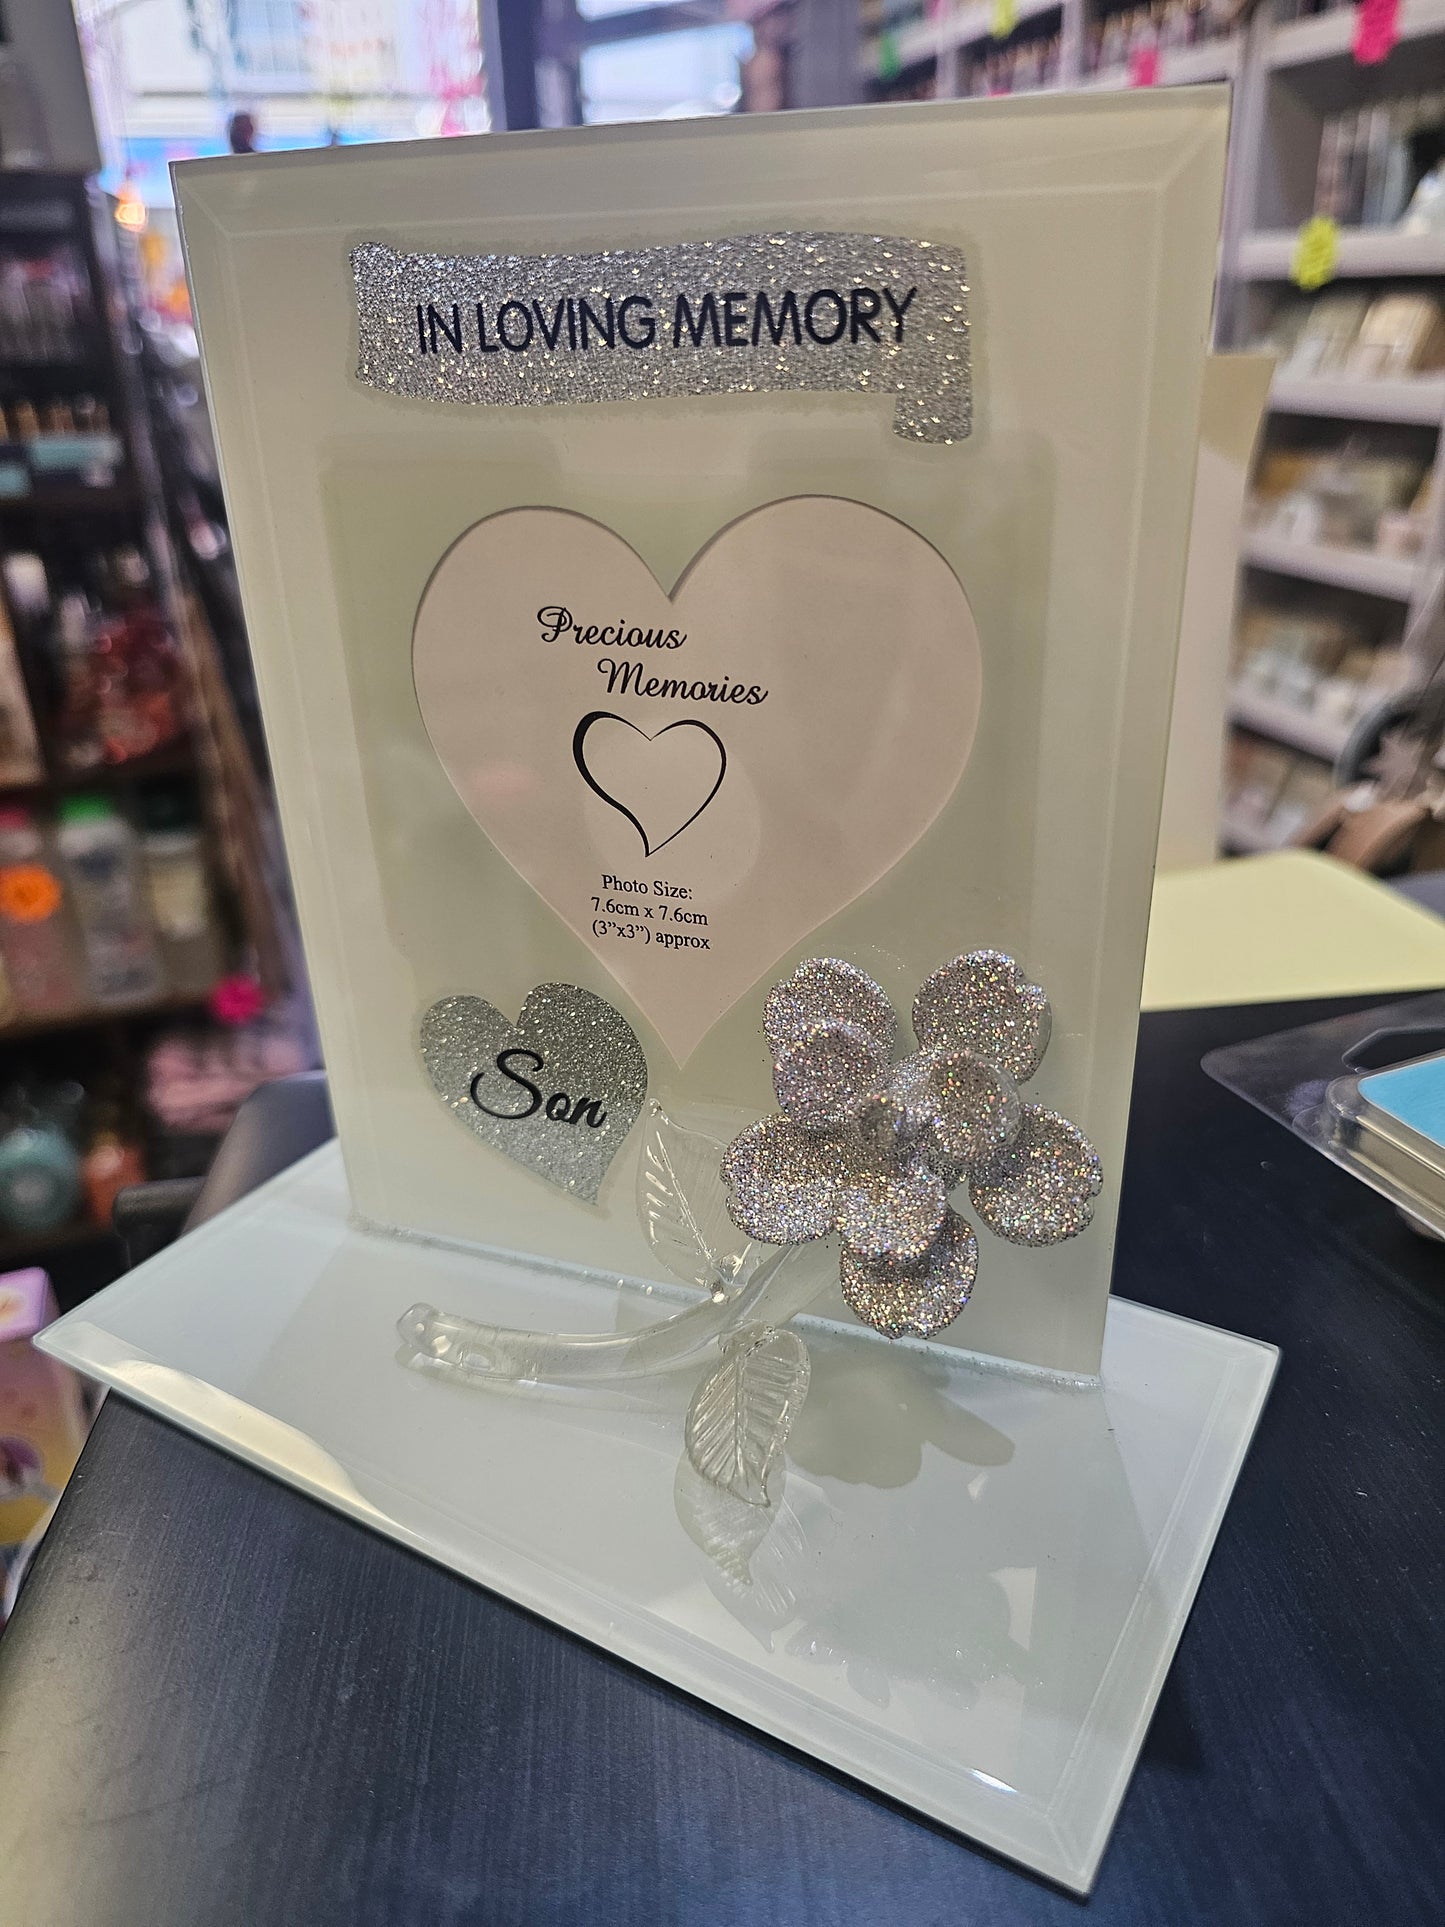 IN LOVING MEMORY
Precious
Memories
Photo Size:
7.6cm x 7.6cm
(3”x3”) approx
Son